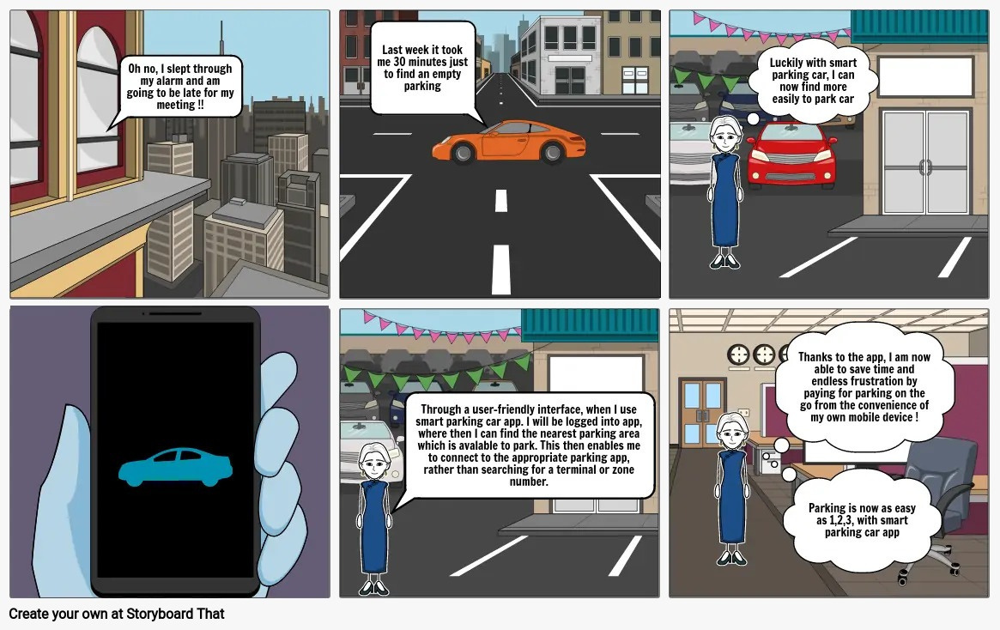 Oh no, I slept through
my alarm and am
going to be late for my
meeting !!
Last week it took
me 30 minutes just
to find an empty
parking
Luckily with smart
parking car, I can
now find more
easily to park car
Through a user-friendly interface, when I use
smart parking car app. I will be logged into app,
where then I can find the nearest parking area
which is avalable to park. This then enables me
to connect to the appropriate parking app,
rather than searching for a terminal or zone
number.
Thanks to the app, I am now
able to save time and
endless frustration by
paying for parking on the
go from the convenience of
my own mobile device !
Parking is now as easy
as 1,2,3, with smart
parking car app
Create your own at Storyboard That